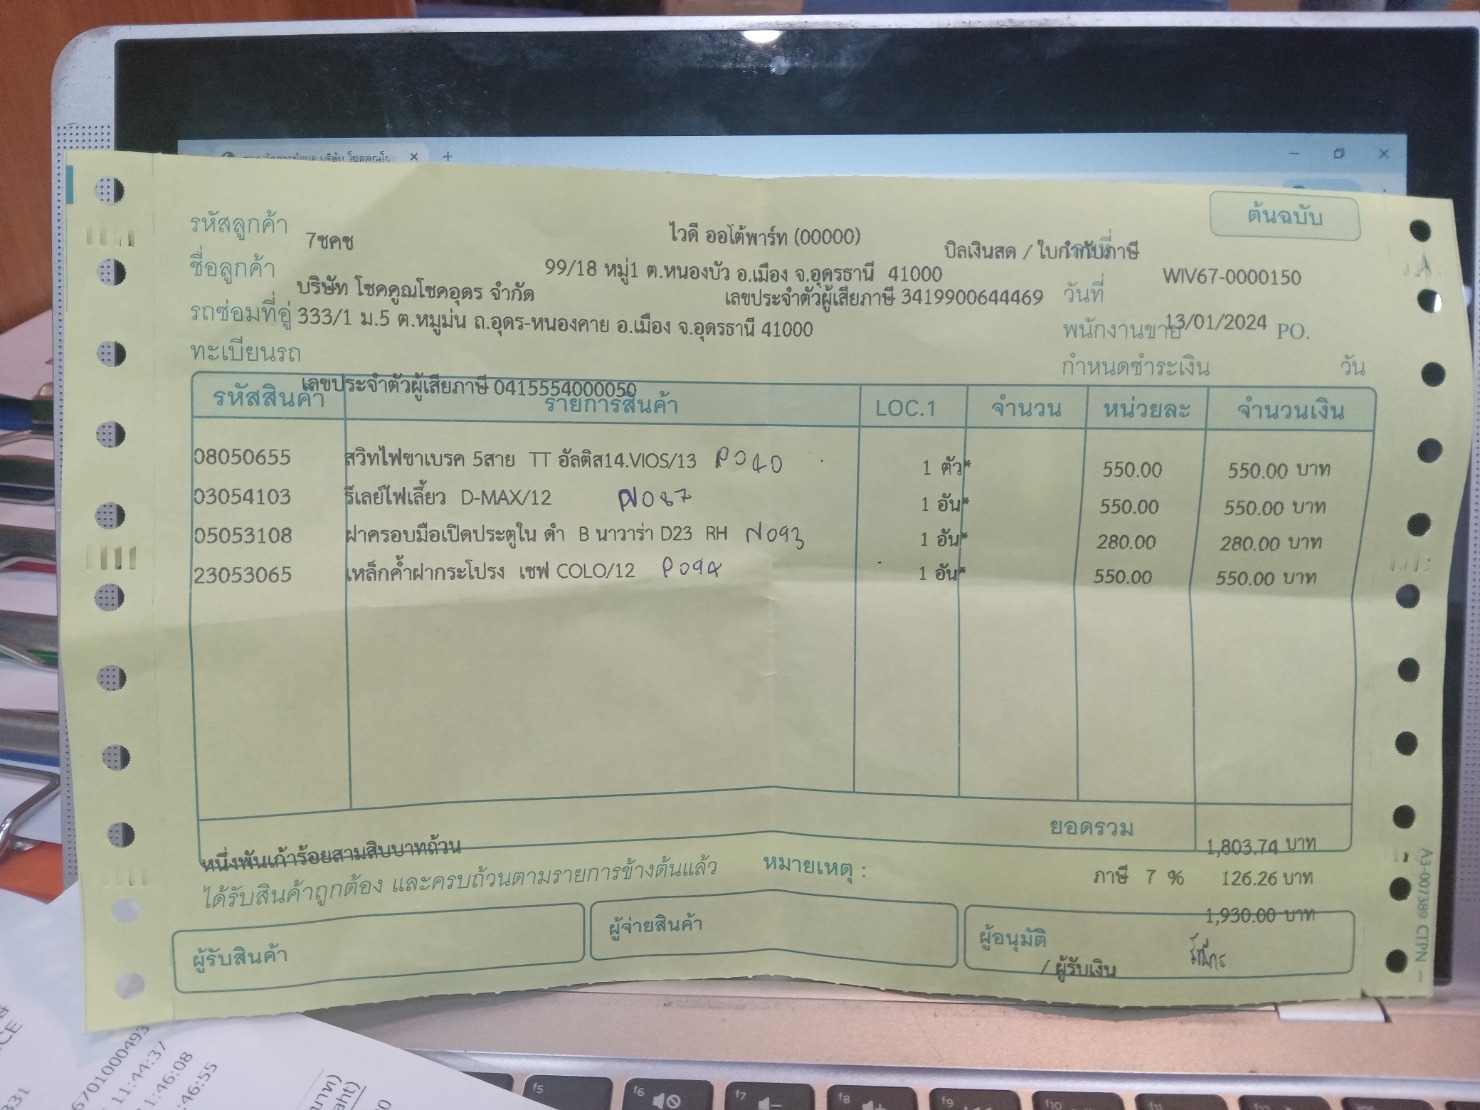 ต้นฉบับ
รหัสลูกค้า 7ชคช
ไวดี ออโต้พาร์ท (00000)
บิลเงินสด / ใบกำกับภาษี
ชื่อลูกค้า
99/18 หมู่1 ต.หนองบัว อ.เมือง จ.อุดรธานี 41000
WIV67-0000150
บริษัท โชคคูณโชคอุดร จำกัด
เลขประจำตัวผู้เสียภาษี 3419900644469
วันที่ 13/01/2024
รถซ่อมที่อู่ 333/1 ม.5 ต.หมูม่น ถ.อุดร-หนองคาย อ.เมือง จ.อุดรธานี 41000
พนักงานขาย PO.
ทะเบียนรถ
กำหนดชำระเงิน วัน
เลขประจำตัวผู้เสียภาษี 0415554000050
รหัสสินค้า รายการสินค้า LOC.1 จำนวน หน่วยละ จำนวนเงิน
08050655 สวิทไฟขาเบรค 5สาย TT อัลติส14.VIOS/13 P040 1 ตัว* 550.00 550.00 บาท
03054103 รีเลย์ไฟเลี้ยว D-MAX/12 N087 1 อัน* 550.00 550.00 บาท
05053108 ฝาครอบมือเปิดประตูใน ดำ B นาวาร่า D23 RH N093 1 อัน* 280.00 280.00 บาท
23053065 เหล็กค้ำฝากระโปรง เชฟ COLO/12 P094 1 อัน* 550.00 550.00 บาท
ยอดรวม 1,803.74 บาท
หนึ่งพันเก้าร้อยสามสิบบาทถ้วน
ได้รับสินค้าถูกต้อง และครบถ้วนตามรายการข้างต้นแล้ว หมายเหตุ :
ภาษี 7 % 126.26 บาท
1,930.00 บาท
ผู้รับสินค้า
ผู้จ่ายสินค้า
ผู้อนุมัติ
/ ผู้รับเงิน
A3-007389 CTPN
11:44:37
f5 f6 f7 f8 f9 f10 f11